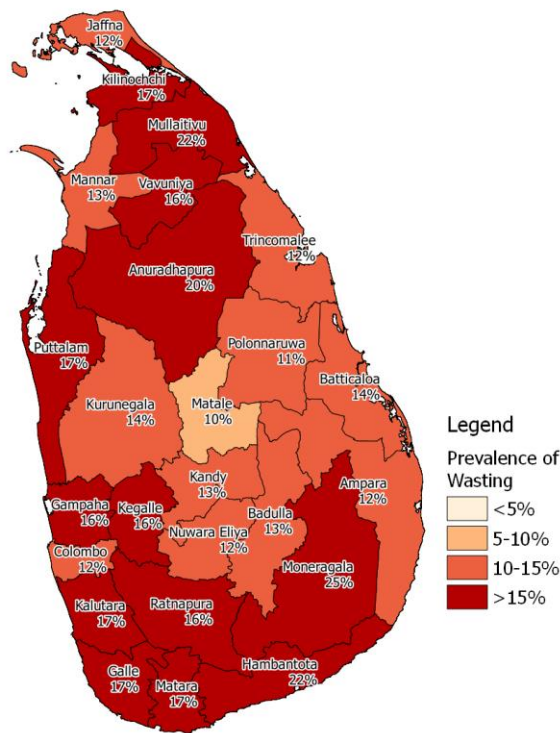 Jaffna
12%
Kilinochchi
17%
Mullaitivu
22%
Mannar
13%
Vavuniya
16%
Trincomalee
12%
Anuradhapura
20%
Puttalam
17%
Polonnaruwa
11%
Batticaloa
14%
Kurunegala
14%
Matale
10%
Kandy
13%
Ampara
12%
Gampaha
16%
Kegalle
16%
Badulla
13%
Nuwara Eliya
12%
Colombo
12%
Moneragala
25%
Kalutara
17%
Ratnapura
16%
Hambantota
22%
Galle
17%
Matara
17%
Legend
Prevalence of
Wasting
<5%
5-10%
10-15%
>15%